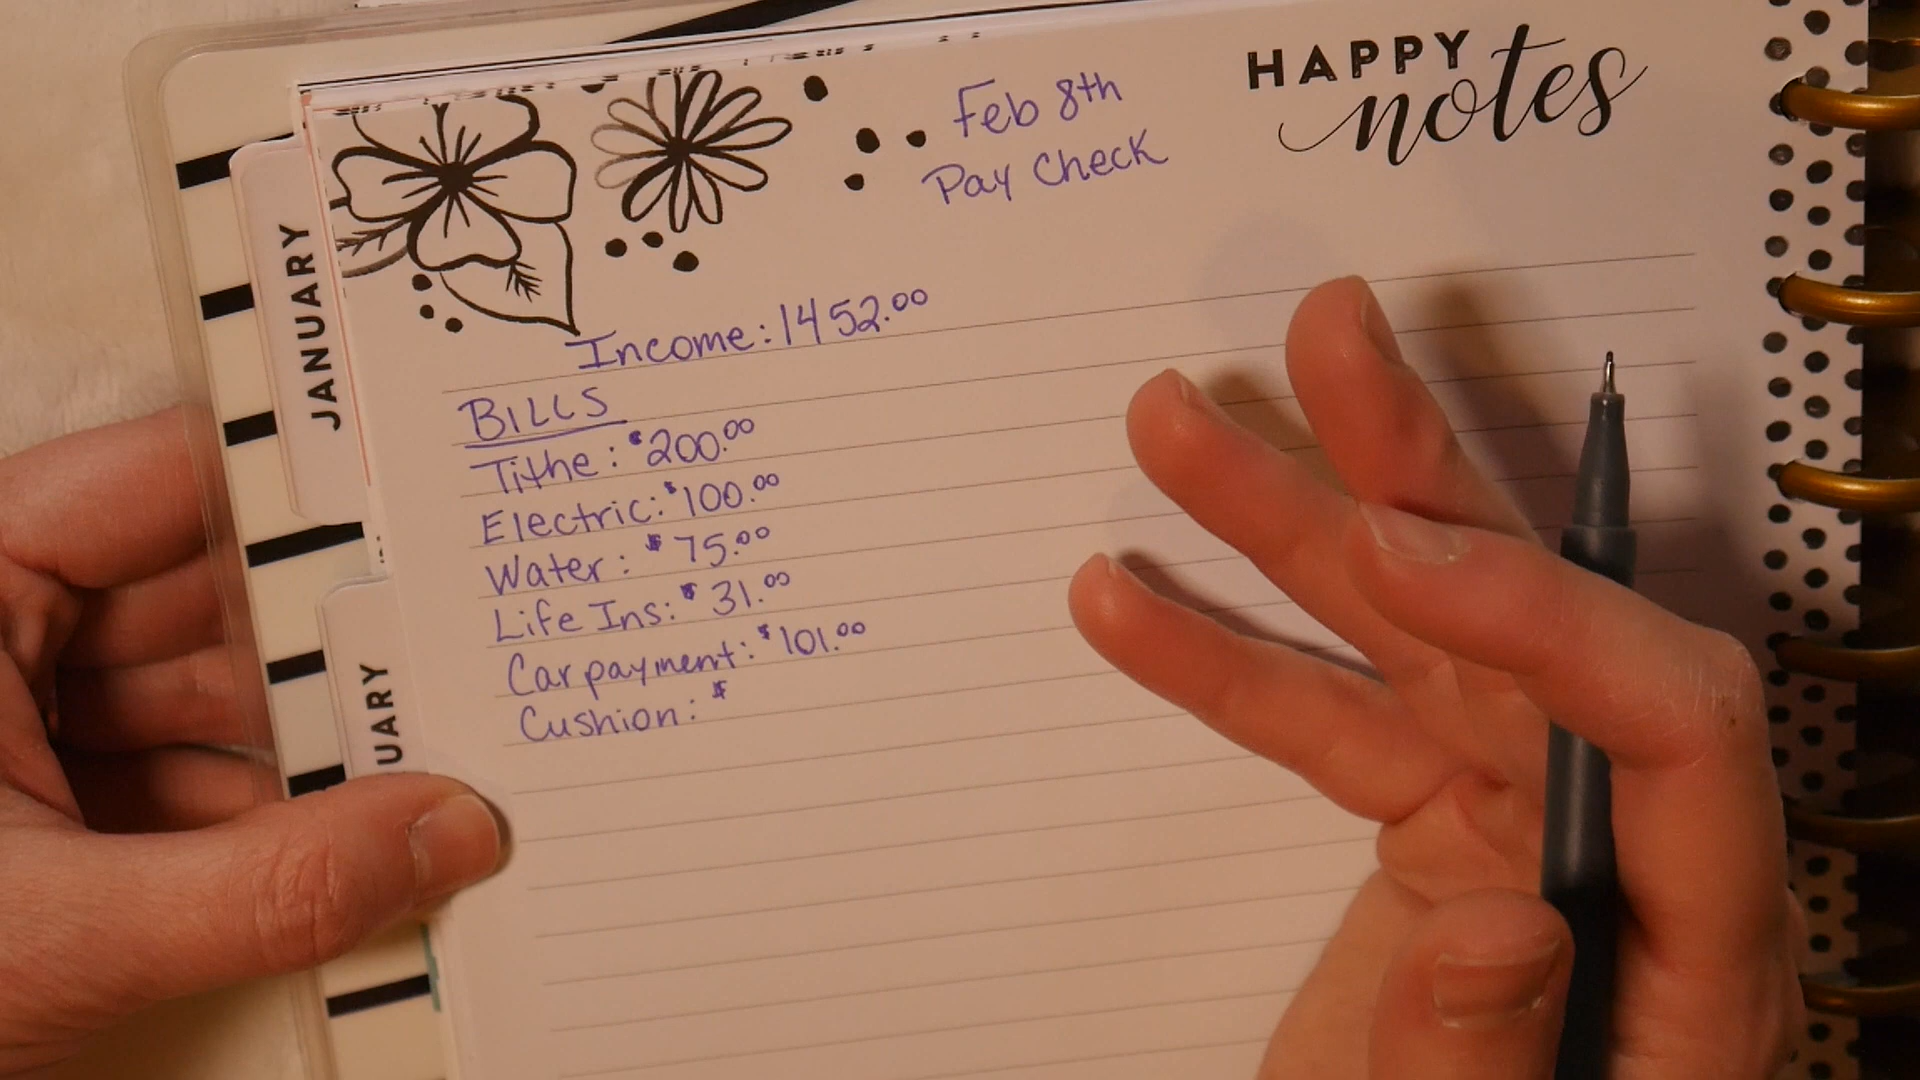 HAPPY
notes
Feb 8th
Pay Check
JANUARY
UARY
Income: 1452.00
BILLS
Tithe: $200.00
Electric: $100.00
Water: $75.00
Life Ins: $31.00
Car payment: $101.00
Cushion: $